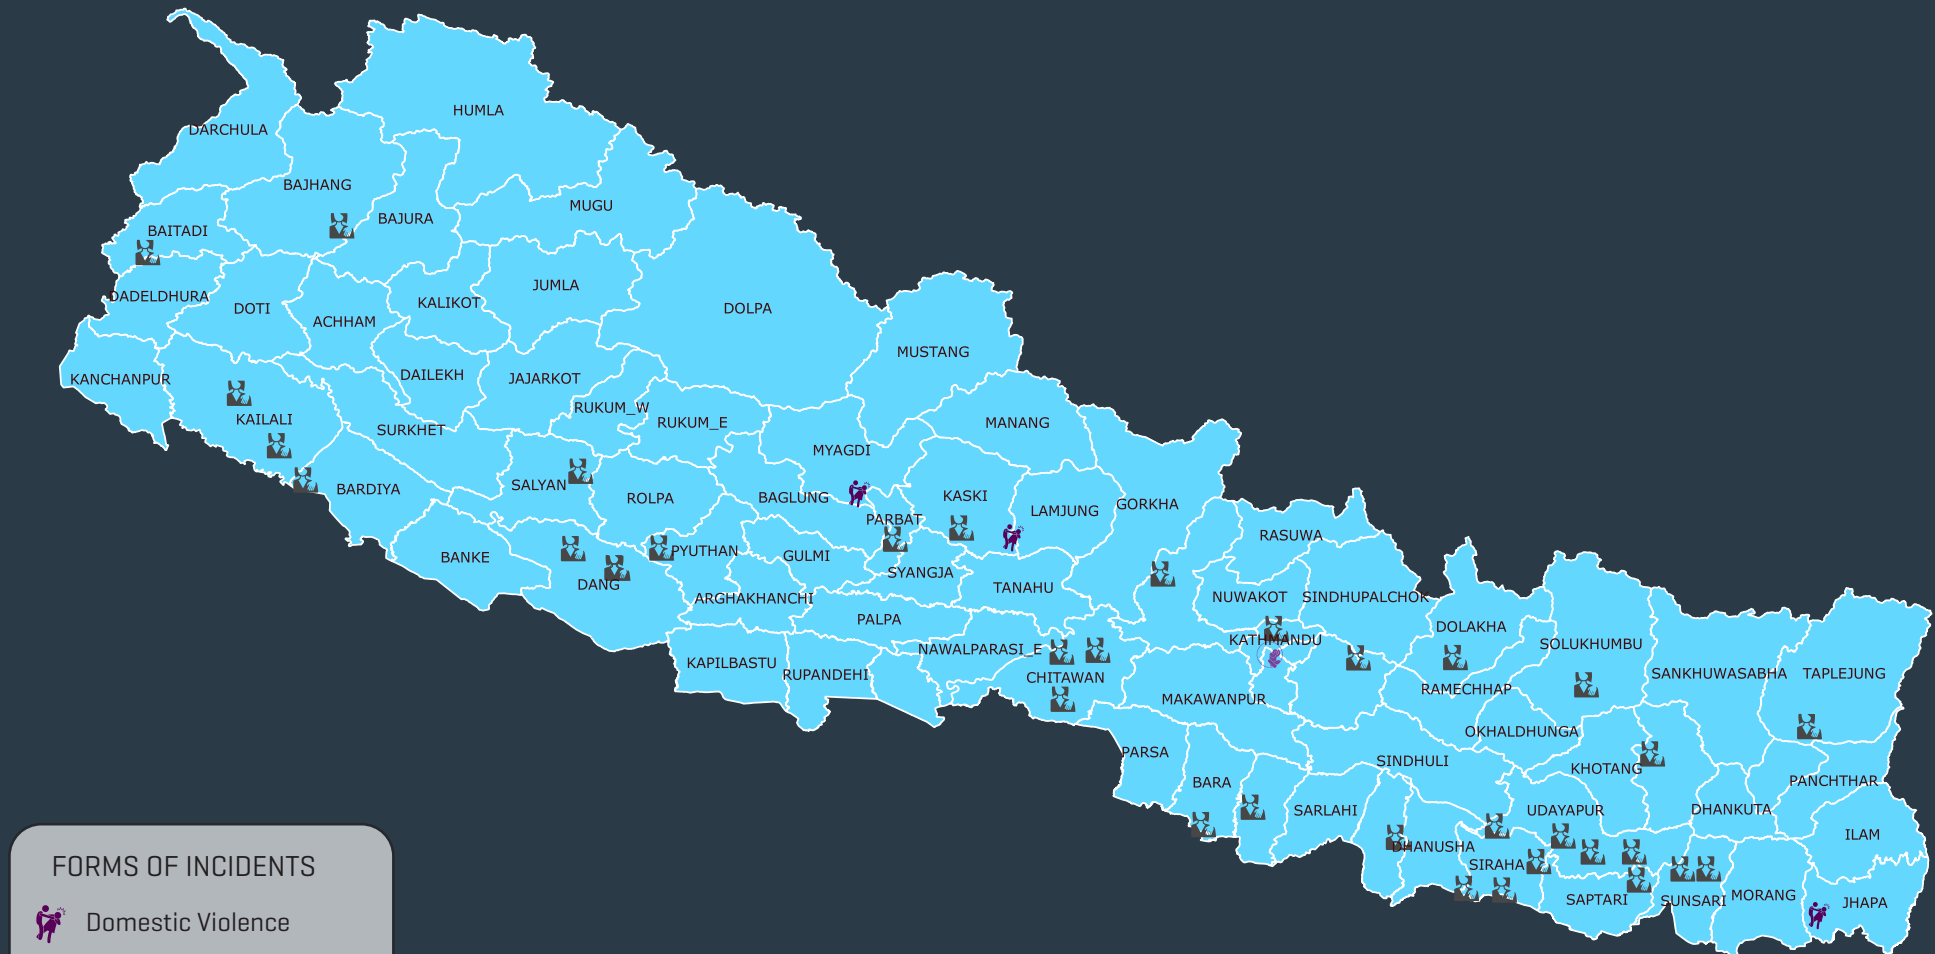 HUMLA
DARCHULA
BAJHANG
MUGU
BAJURA
BAITADI
JUMLA
DADELDHURA
KALIKOT
DOTI
DOLPA
ACHHAM
MUSTANG
DAILEKH
JAJARKOT
KANCHANPUR
RUKUM_W
KAILALI
RUKUM_E
MANANG
SURKHET
MYAGDI
BARDIYA
SALYAN
ROLPA
BAGLUNG
KASKI
GORKHA
LAMJUNG
PARBAT
RASUWA
BANKE
PYUTHAN
GULMI
SYANGJA
DANG
TANAHU
ARGHAKHANCHI
NUWAKOT
SINDHUPALCHOK
PALPA
DOLAKHA
KATHMANDU
SOLUKHUMBU
NAWALPARASI_E
KAPILBASTU
RUPANDEHI
CHITAWAN
SANKHUWASABHA
TAPLEJUNG
RAMECHHAP
MAKAWANPUR
OKHALDHUNGA
PARSA
SINDHULI
KHOTANG
BARA
PANCHTHAR
SARLAHI
UDAYAPUR
DHANKUTA
ILAM
DHANUSHA
SIRAHA
SAPTARI
SUNSARI
MORANG
JHAPA
FORMS OF INCIDENTS
Domestic Violence